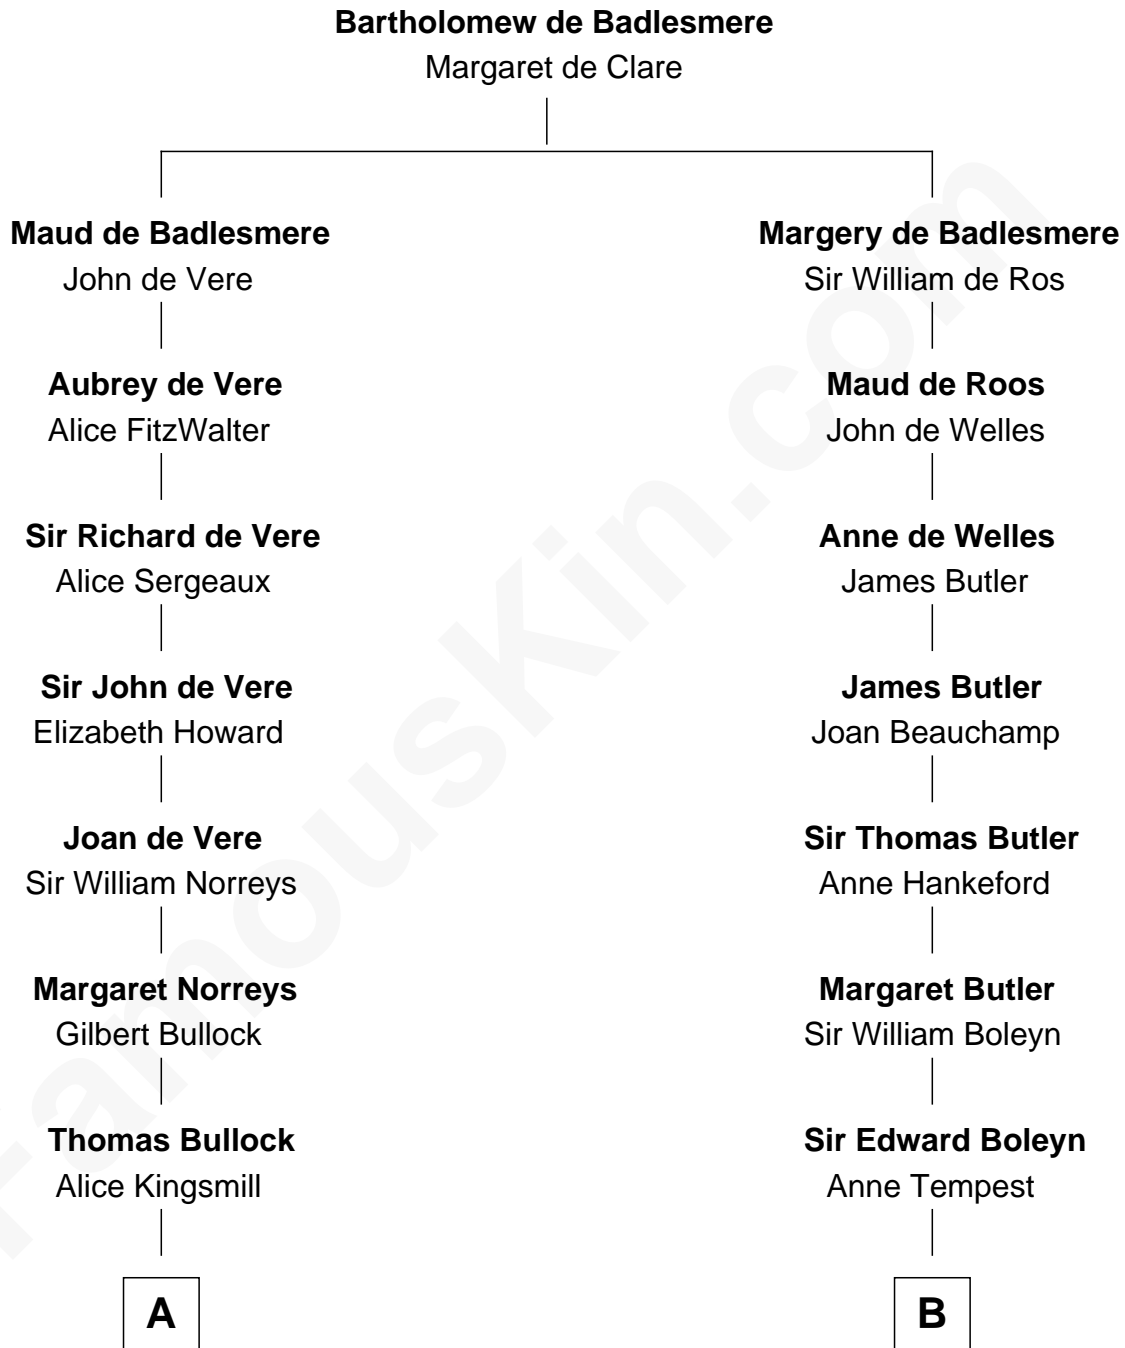 Bartholomew de Badlesmere
Margaret de Clare
Maud de Badlesmere
John de Vere
Aubrey de Vere
Alice FitzWalter
Sir Richard de Vere
Alice Sergeaux
Sir John de Vere
Elizabeth Howard
Joan de Vere
Sir William Norreys
Margaret Norreys
Gilbert Bullock
Thomas Bullock
Alice Kingsmill
A
Margery de Badlesmere
Sir William de Ros
Maud de Roos
John de Welles
Anne de Welles
James Butler
James Butler
Joan Beauchamp
Sir Thomas Butler
Anne Hankeford
Margaret Butler
Sir William Boleyn
Sir Edward Boleyn
Anne Tempest
B
FamousKin.com